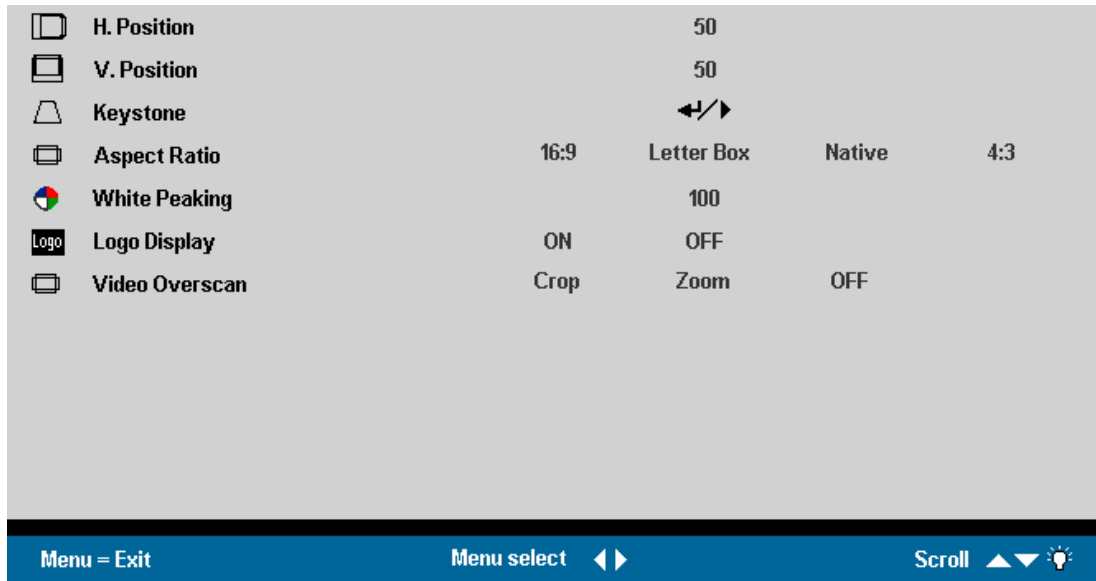 H. Position 50
V. Position 50
Keystone
Aspect Ratio 16:9 Letter Box Native 4:3
White Peaking 100
Logo Logo Display ON OFF
Video Overscan Crop Zoom OFF
Menu = Exit Menu select Scroll